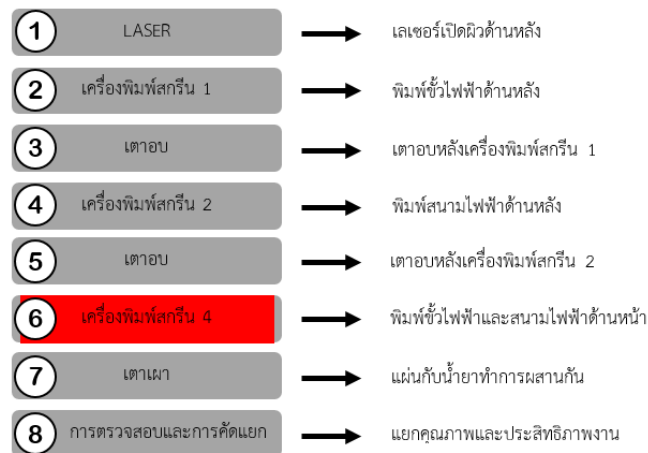 1 LASER เลเซอร์เปิดผิวด้านหลัง
2 เครื่องพิมพ์สกรีน 1 พิมพ์ขั้วไฟฟ้าด้านหลัง
3 เตาอบ เตาอบหลังเครื่องพิมพ์สกรีน 1
4 เครื่องพิมพ์สกรีน 2 พิมพ์สนามไฟฟ้าด้านหลัง
5 เตาอบ เตาอบหลังเครื่องพิมพ์สกรีน 2
6 เครื่องพิมพ์สกรีน 4 พิมพ์ขั้วไฟฟ้าและสนามไฟฟ้าด้านหน้า
7 เตาเผา แผ่นกับน้ำยาทำการผสานกัน
8 การตรวจสอบและการคัดแยก แยกคุณภาพและประสิทธิภาพงาน